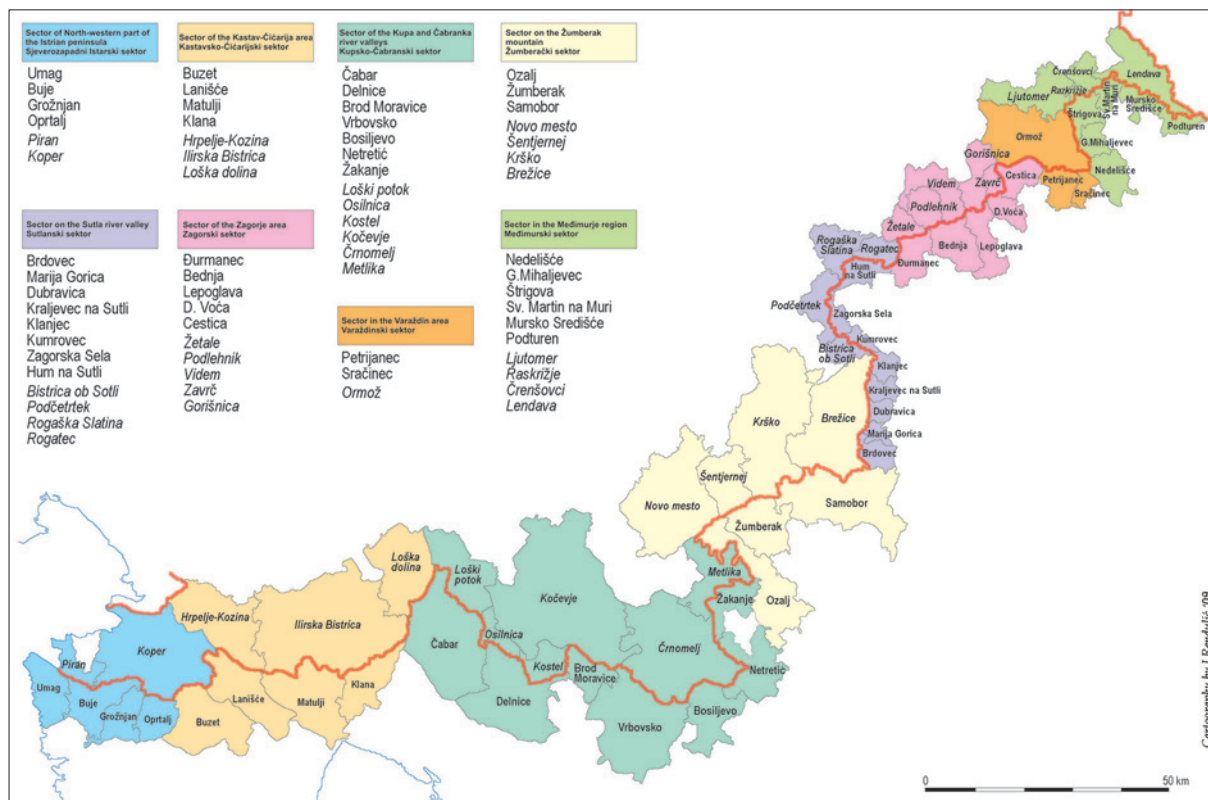 Sector of North-western part of
the Istrian peninsula
Sjeverozapadni Istarski sektor
Umag
Buje
Grožnjan
Oprtalj
Piran
Koper
Sector of the Kastav-Ćićarija area
Kastavsko-Ćićarijski sektor
Buzet
Lanišće
Matulji
Klana
Hrpelje-Kozina
Ilirska Bistrica
Loška dolina
Sector of the Kupa and Čabranka
river valleys
Kupsko-Čabranski sektor
Čabar
Delnice
Brod Moravice
Vrbovsko
Bosiljevo
Netretić
Žakanje
Loški potok
Osilnica
Kostel
Kočevje
Črnomelj
Metlika
Sector on the Žumberak
mountain
Žumberački sektor
Ozalj
Žumberak
Samobor
Novo mesto
Šentjernej
Krško
Brežice
Sector on the Sutla river valley
Sutlanski sektor
Brdovec
Marija Gorica
Dubravica
Kraljevec na Sutli
Klanjec
Kumrovec
Zagorska Sela
Hum na Sutli
Bistrica ob Sotli
Podčetrtek
Rogaška Slatina
Rogatec
Sector of the Zagorje area
Zagorski sektor
Đurmanec
Bednja
Lepoglava
D. Voća
Cestica
Žetale
Podlehnik
Videm
Zavrč
Gorišnica
Sector in the Varaždin area
Varaždinski sektor
Petrijanec
Sračinec
Ormož
Sector in the Međimurje region
Međimurski sektor
Nedelišće
G.Mihaljevec
Štrigova
Sv. Martin na Muri
Mursko Središće
Podturen
Ljutomer
Raskrižje
Črenšovci
Lendava
Črenšovci
Lendava
Ljutomer
Razkrižje
Sv.Martin
na Muri
Mursko
Središče
Štrigova
Podturen
Ormož
G.Mihaljevec
Gorišnica
Nedelišće
Cestica
Petrijanec
Videm
Zavrč
Sračinec
Podlehnik
D.Voća
Žetale
Rogaška
Slatina
Rogatec
Bednja
Lepoglava
Đurmanec
Hum
na Sutli
Podčetrtek
Zagorska Sela
Kumrovec
Bistrica
ob Sotli
Klanjec
Kraljevec na Sutli
Dubravica
Marija Gorica
Brdovec
Brežice
Krško
Šentjernej
Novo mesto
Samobor
Žumberak
Metlika
Žakanje
Ozalj
Loška
dolina
Loški
potok
Kočevje
Hrpelje-Kozina
Ilirska Bistrica
Koper
Čabar
Osilnica
Črnomelj
Piran
Kostel
Brod
Moravice
Netretić
Umag
Buje
Klana
Lanišće
Matulji
Delnice
Bosiljevo
Grožnjan
Oprtalj
Buzet
Vrbovsko
0
50 km
Cartography by I.Rendulić '09